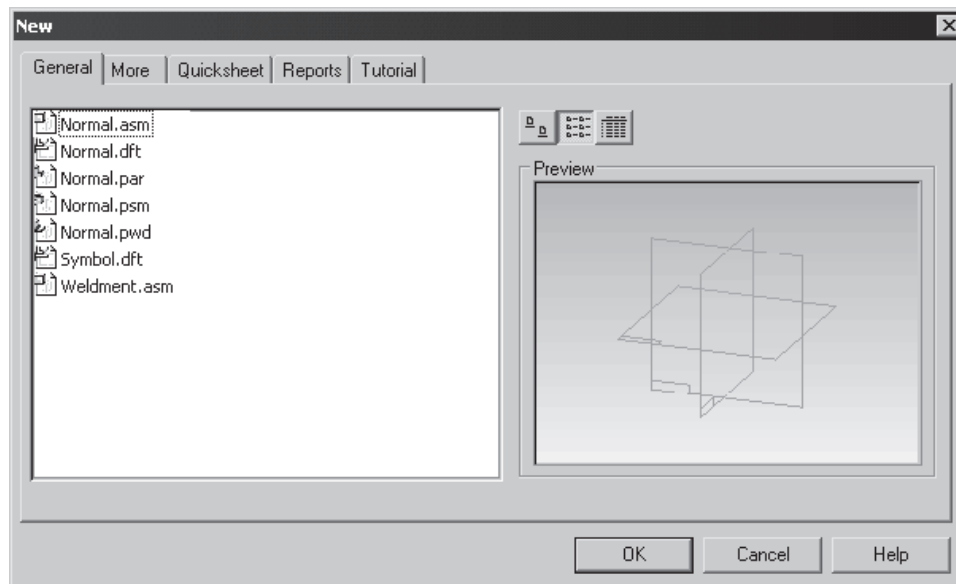 New
General More Quicksheet Reports Tutorial
Normal.asm
Normal.dft
Normal.par
Normal.psm
Normal.pwd
Symbol.dft
Weldment.asm
Preview
OK Cancel Help